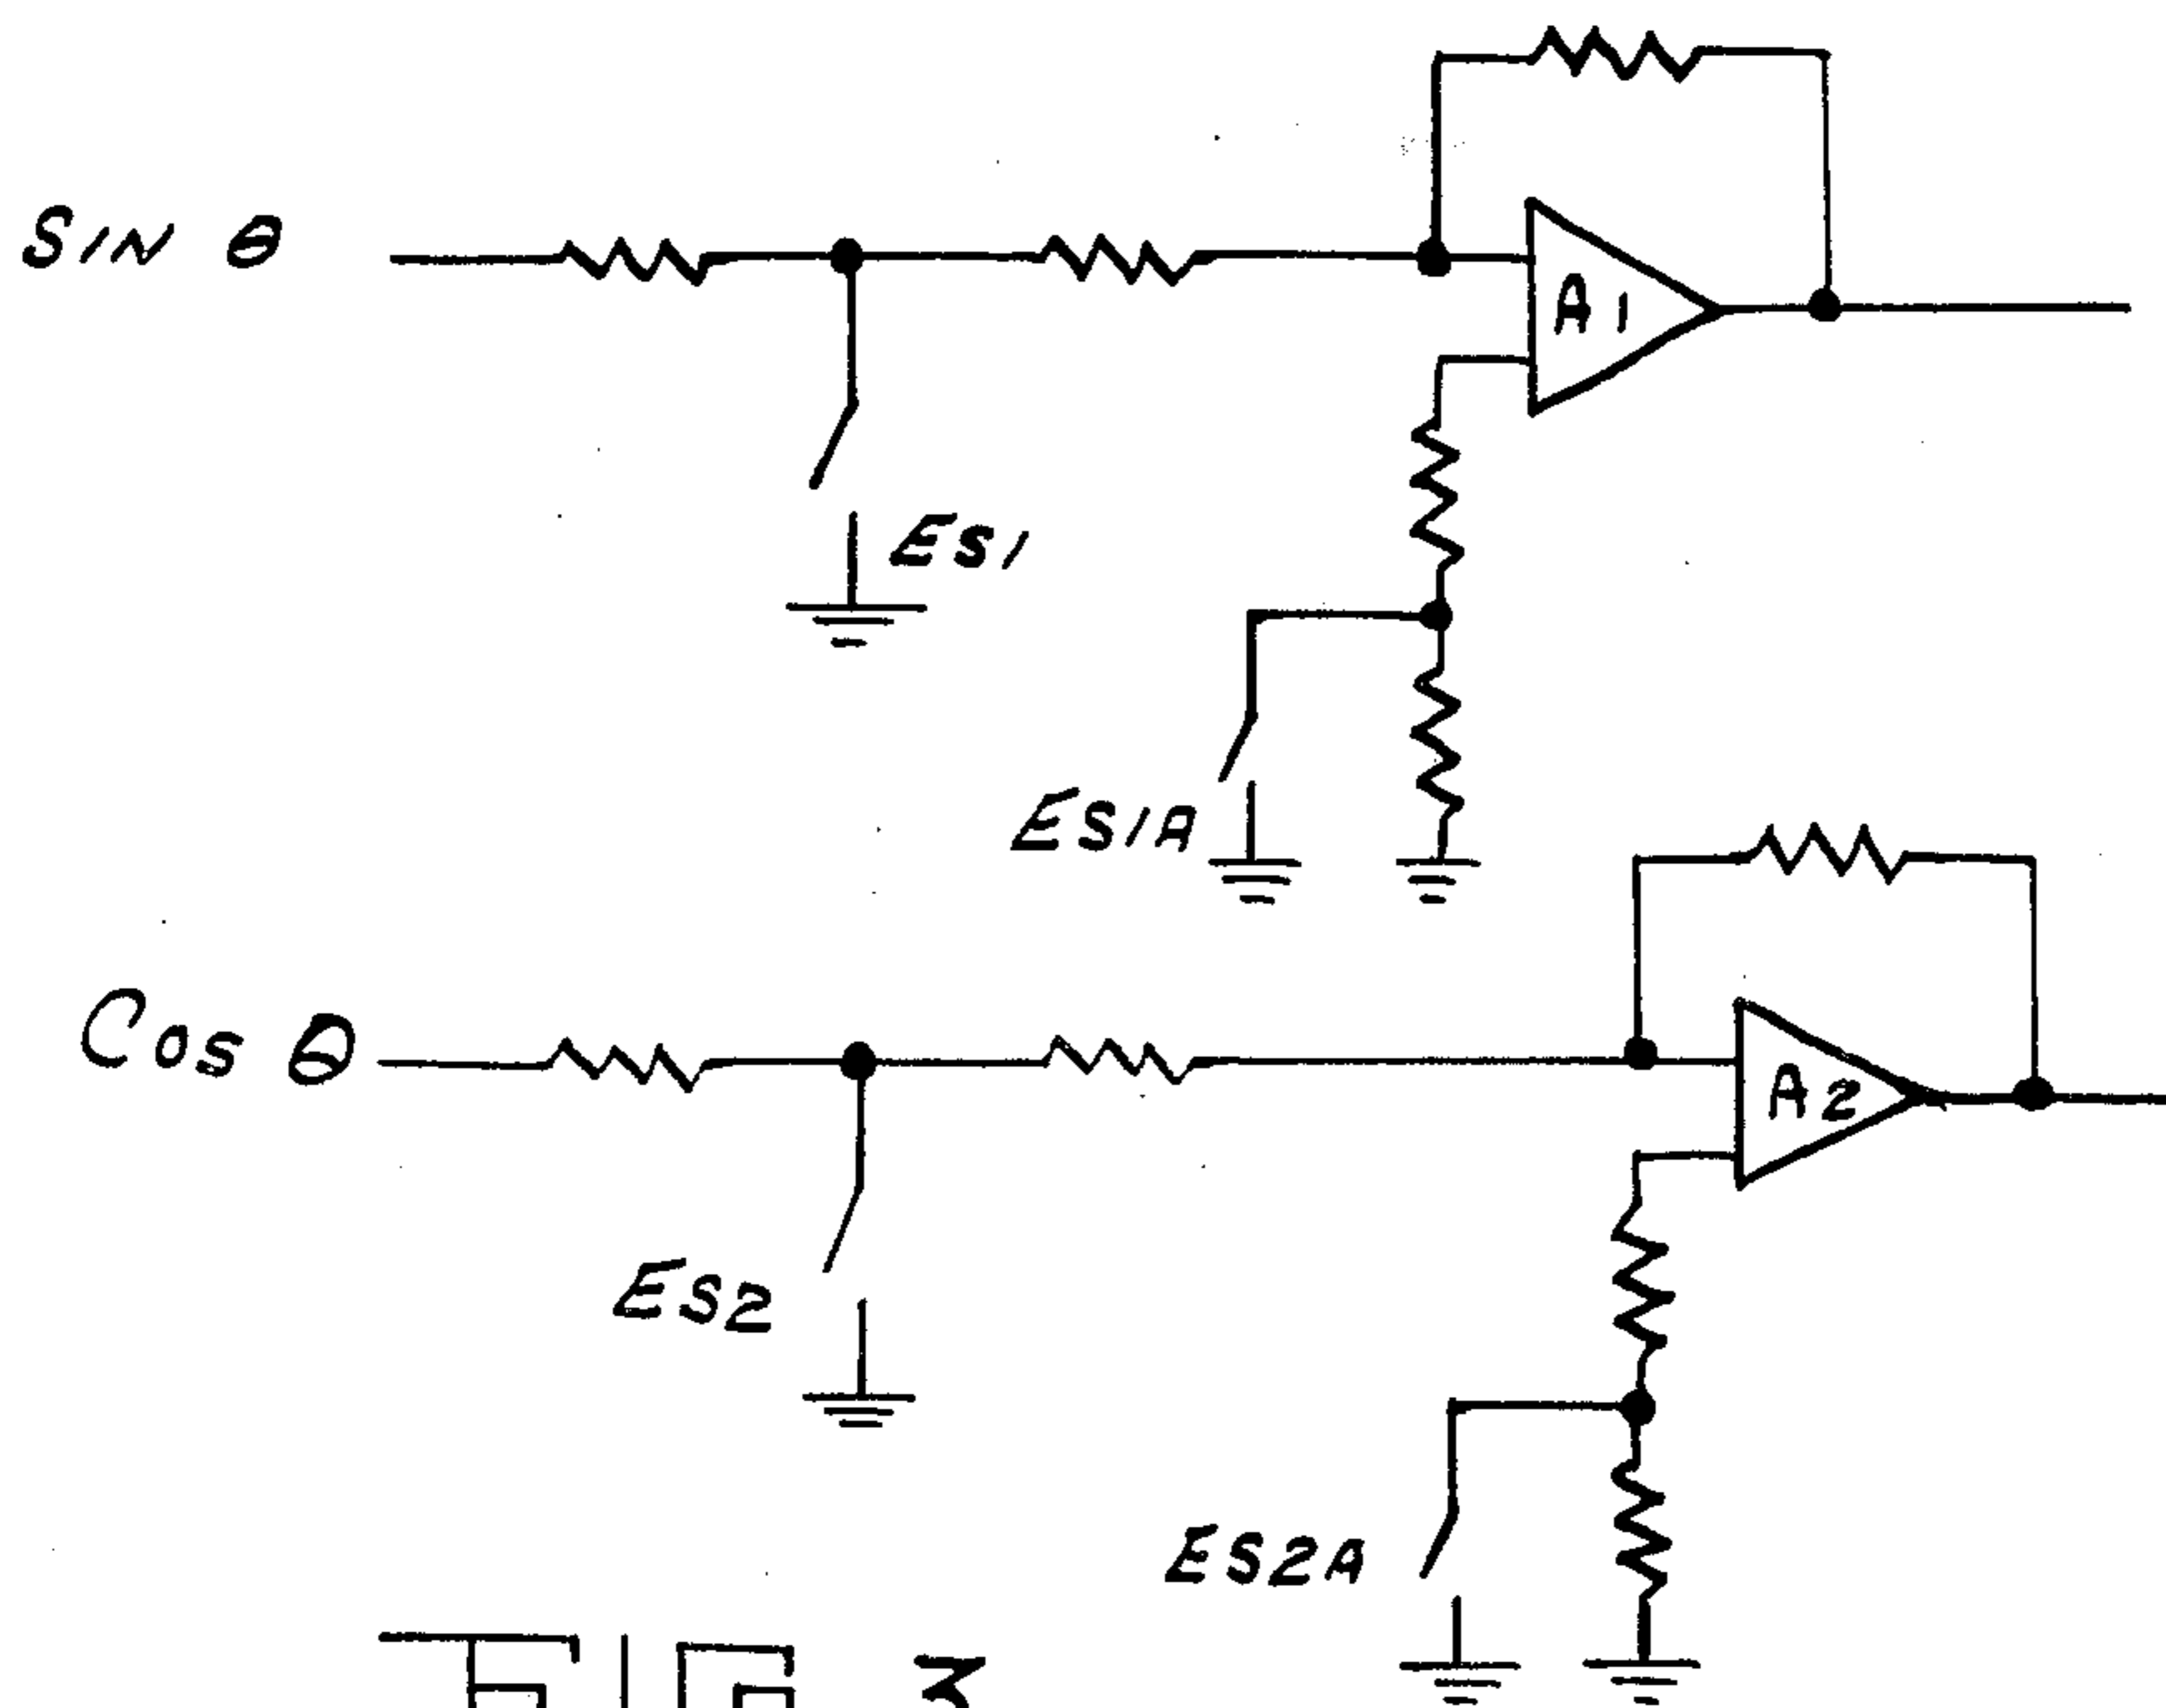 SIN θ
A1
ES1
ES1A
COS θ
A2
ES2
ES2A
FIG 3